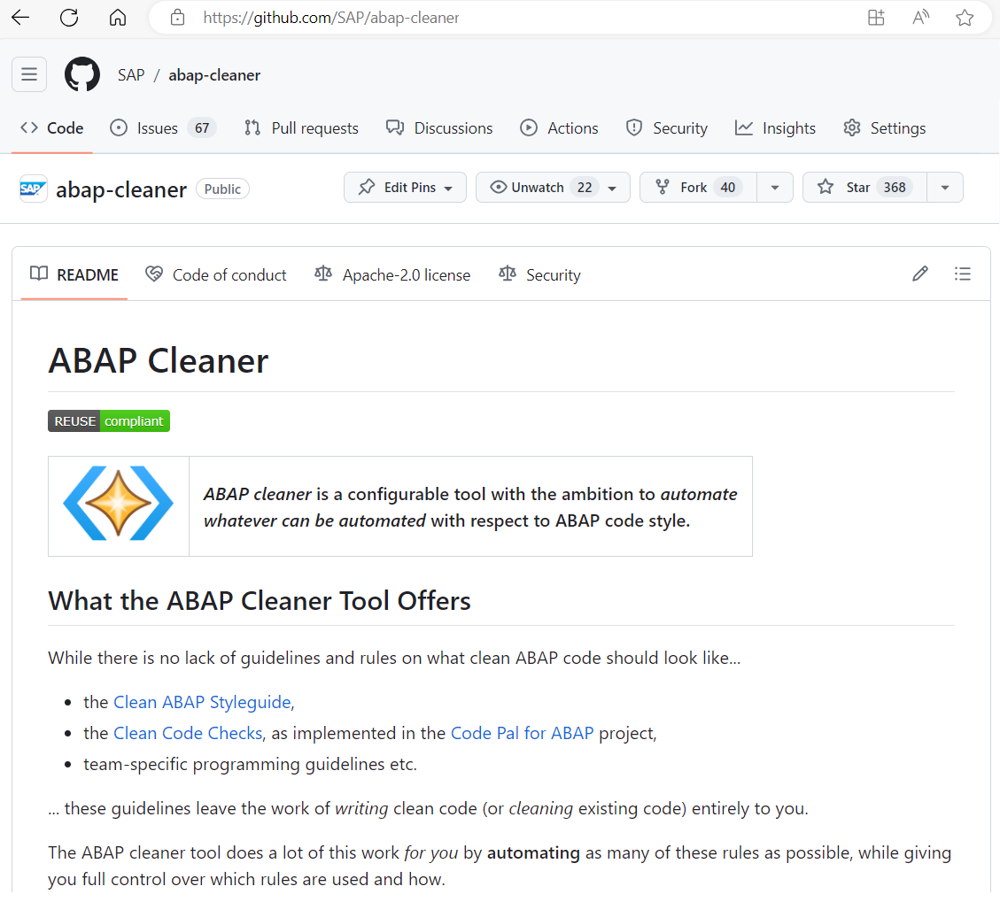 https://github.com/SAP/abap-cleaner
SAP / abap-cleaner
Code Issues 67 Pull requests Discussions Actions Security Insights Settings
SAP abap-cleaner Public Edit Pins Unwatch 22 Fork 40 Star 368
README Code of conduct Apache-2.0 license Security
ABAP Cleaner
REUSE compliant
ABAP cleaner is a configurable tool with the ambition to automate
whatever can be automated with respect to ABAP code style.
What the ABAP Cleaner Tool Offers
While there is no lack of guidelines and rules on what clean ABAP code should look like...
• the Clean ABAP Styleguide,
• the Clean Code Checks, as implemented in the Code Pal for ABAP project,
• team-specific programming guidelines etc.
... these guidelines leave the work of writing clean code (or cleaning existing code) entirely to you.
The ABAP cleaner tool does a lot of this work for you by automating as many of these rules as possible, while giving
you full control over which rules are used and how.